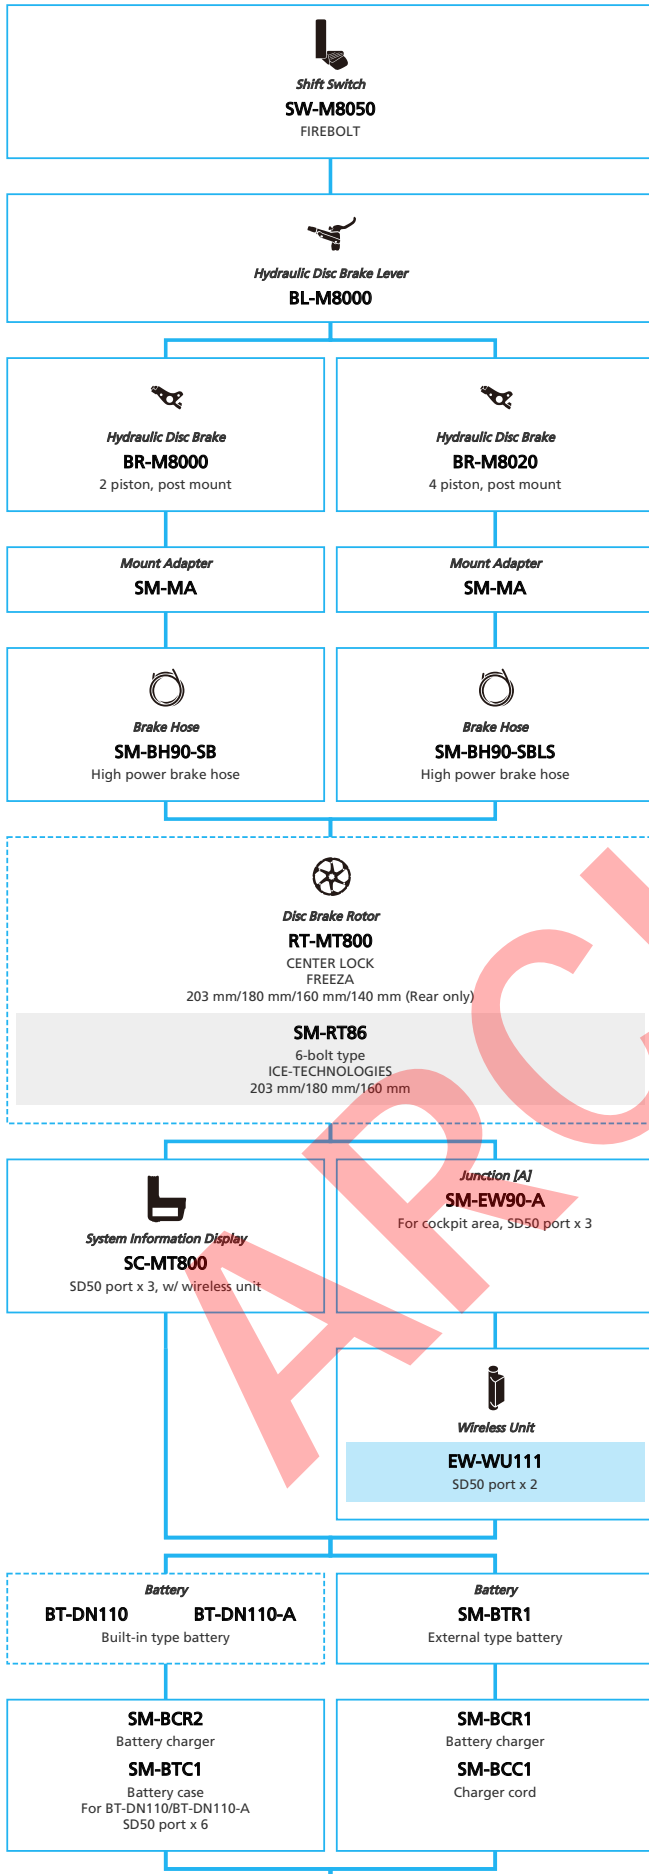 Shift Switch
SW-M8050
FIREBOLT
Hydraulic Disc Brake Lever
BL-M8000
Hydraulic Disc Brake
BR-M8000
2 piston, post mount
Hydraulic Disc Brake
BR-M8020
4 piston, post mount
Mount Adapter
SM-MA
Mount Adapter
SM-MA
Brake Hose
SM-BH90-SB
High power brake hose
Brake Hose
SM-BH90-SBLS
High power brake hose
Disc Brake Rotor
RT-MT800
CENTER LOCK
FREEZA
203 mm/180 mm/160 mm/140 mm (Rear only)
SM-RT86
6-bolt type
ICE-TECHNOLOGIES
203 mm/180 mm/160 mm
System Information Display
SC-MT800
SD50 port x 3, w/ wireless unit
Junction [A]
SM-EW90-A
For cockpit area, SD50 port x 3
Wireless Unit
EW-WU111
SD50 port x 2
Battery
BT-DN110 BT-DN110-A
Built-in type battery
Battery
SM-BTR1
External type battery
SM-BCR2
Battery charger
SM-BTC1
Battery case
For BT-DN110/BT-DN110-A
SD50 port x 6
SM-BCR1
Battery charger
SM-BCC1
Charger cord